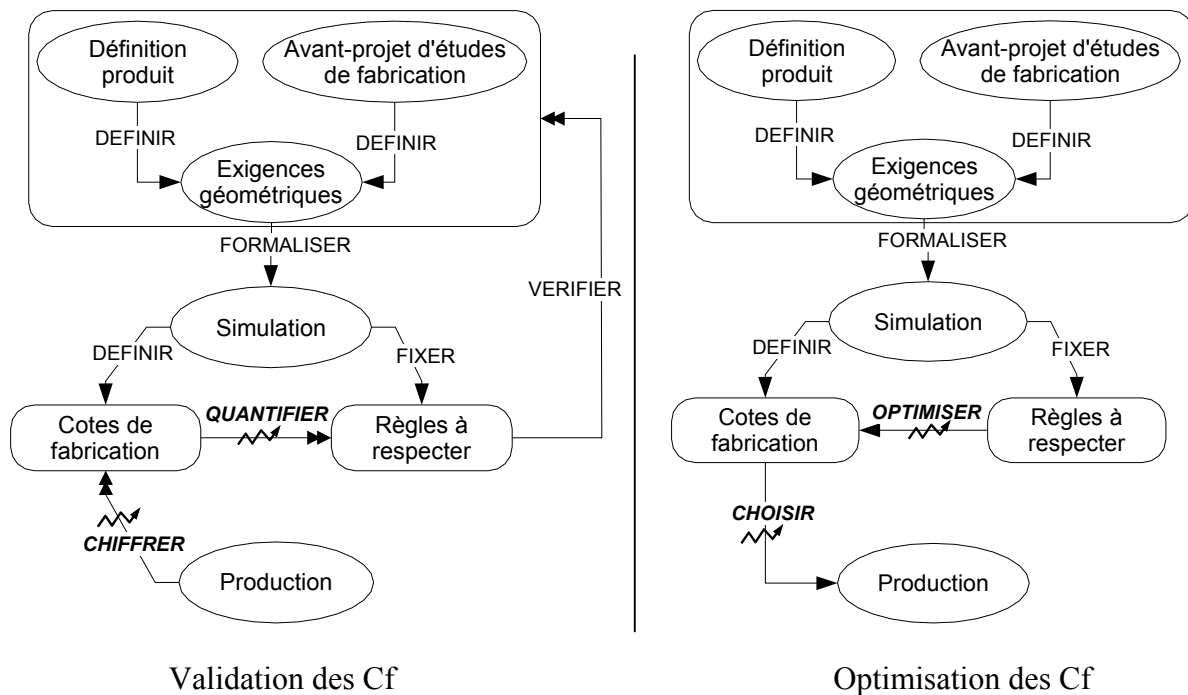 Définition
produit
Avant-projet d'études
de fabrication
DEFINIR
DEFINIR
Exigences
géométriques
FORMALISER
VERIFIER
Simulation
DEFINIR
FIXER
Cotes de
fabrication
QUANTIFIER
Règles à
respecter
CHIFFRER
Production
Validation des Cf
Définition
produit
Avant-projet d'études
de fabrication
DEFINIR
DEFINIR
Exigences
géométriques
FORMALISER
Simulation
DEFINIR
FIXER
Cotes de
fabrication
OPTIMISER
Règles à
respecter
CHOISIR
Production
Optimisation des Cf